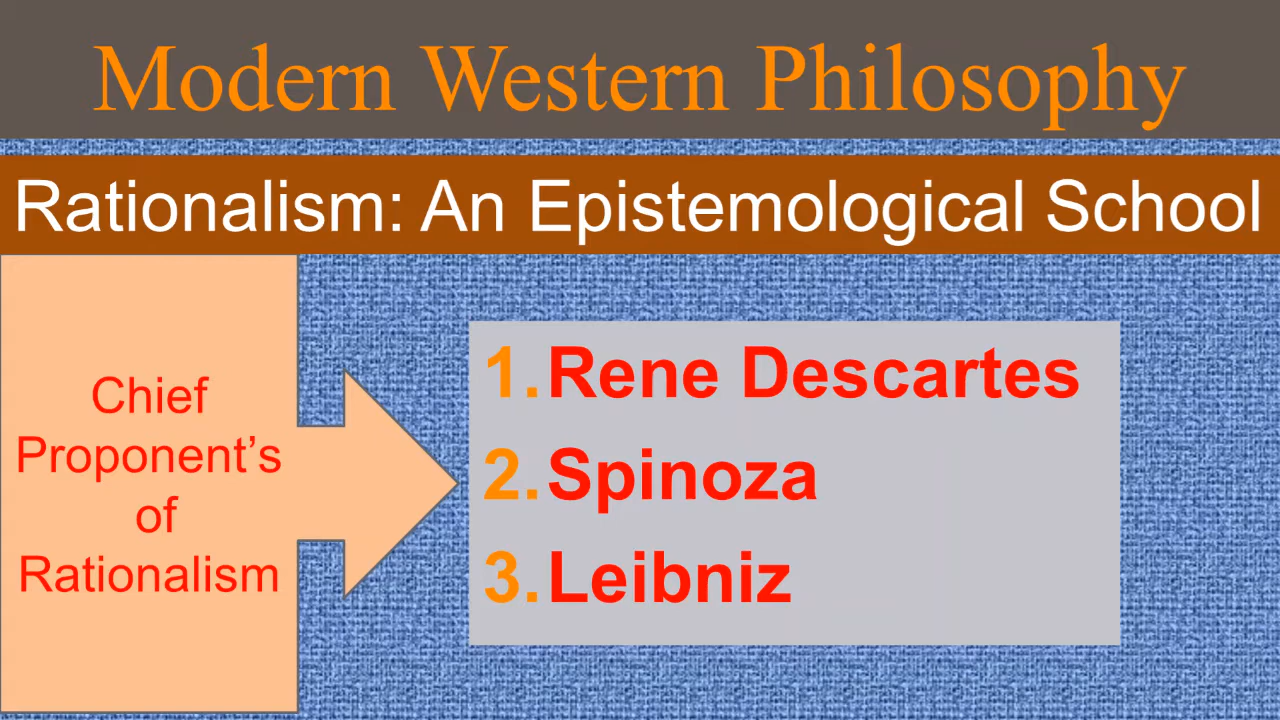 Modern Western Philosophy
Rationalism: An Epistemological School
Chief
Proponent’s
of
Rationalism
1. Rene Descartes
2. Spinoza
3. Leibniz